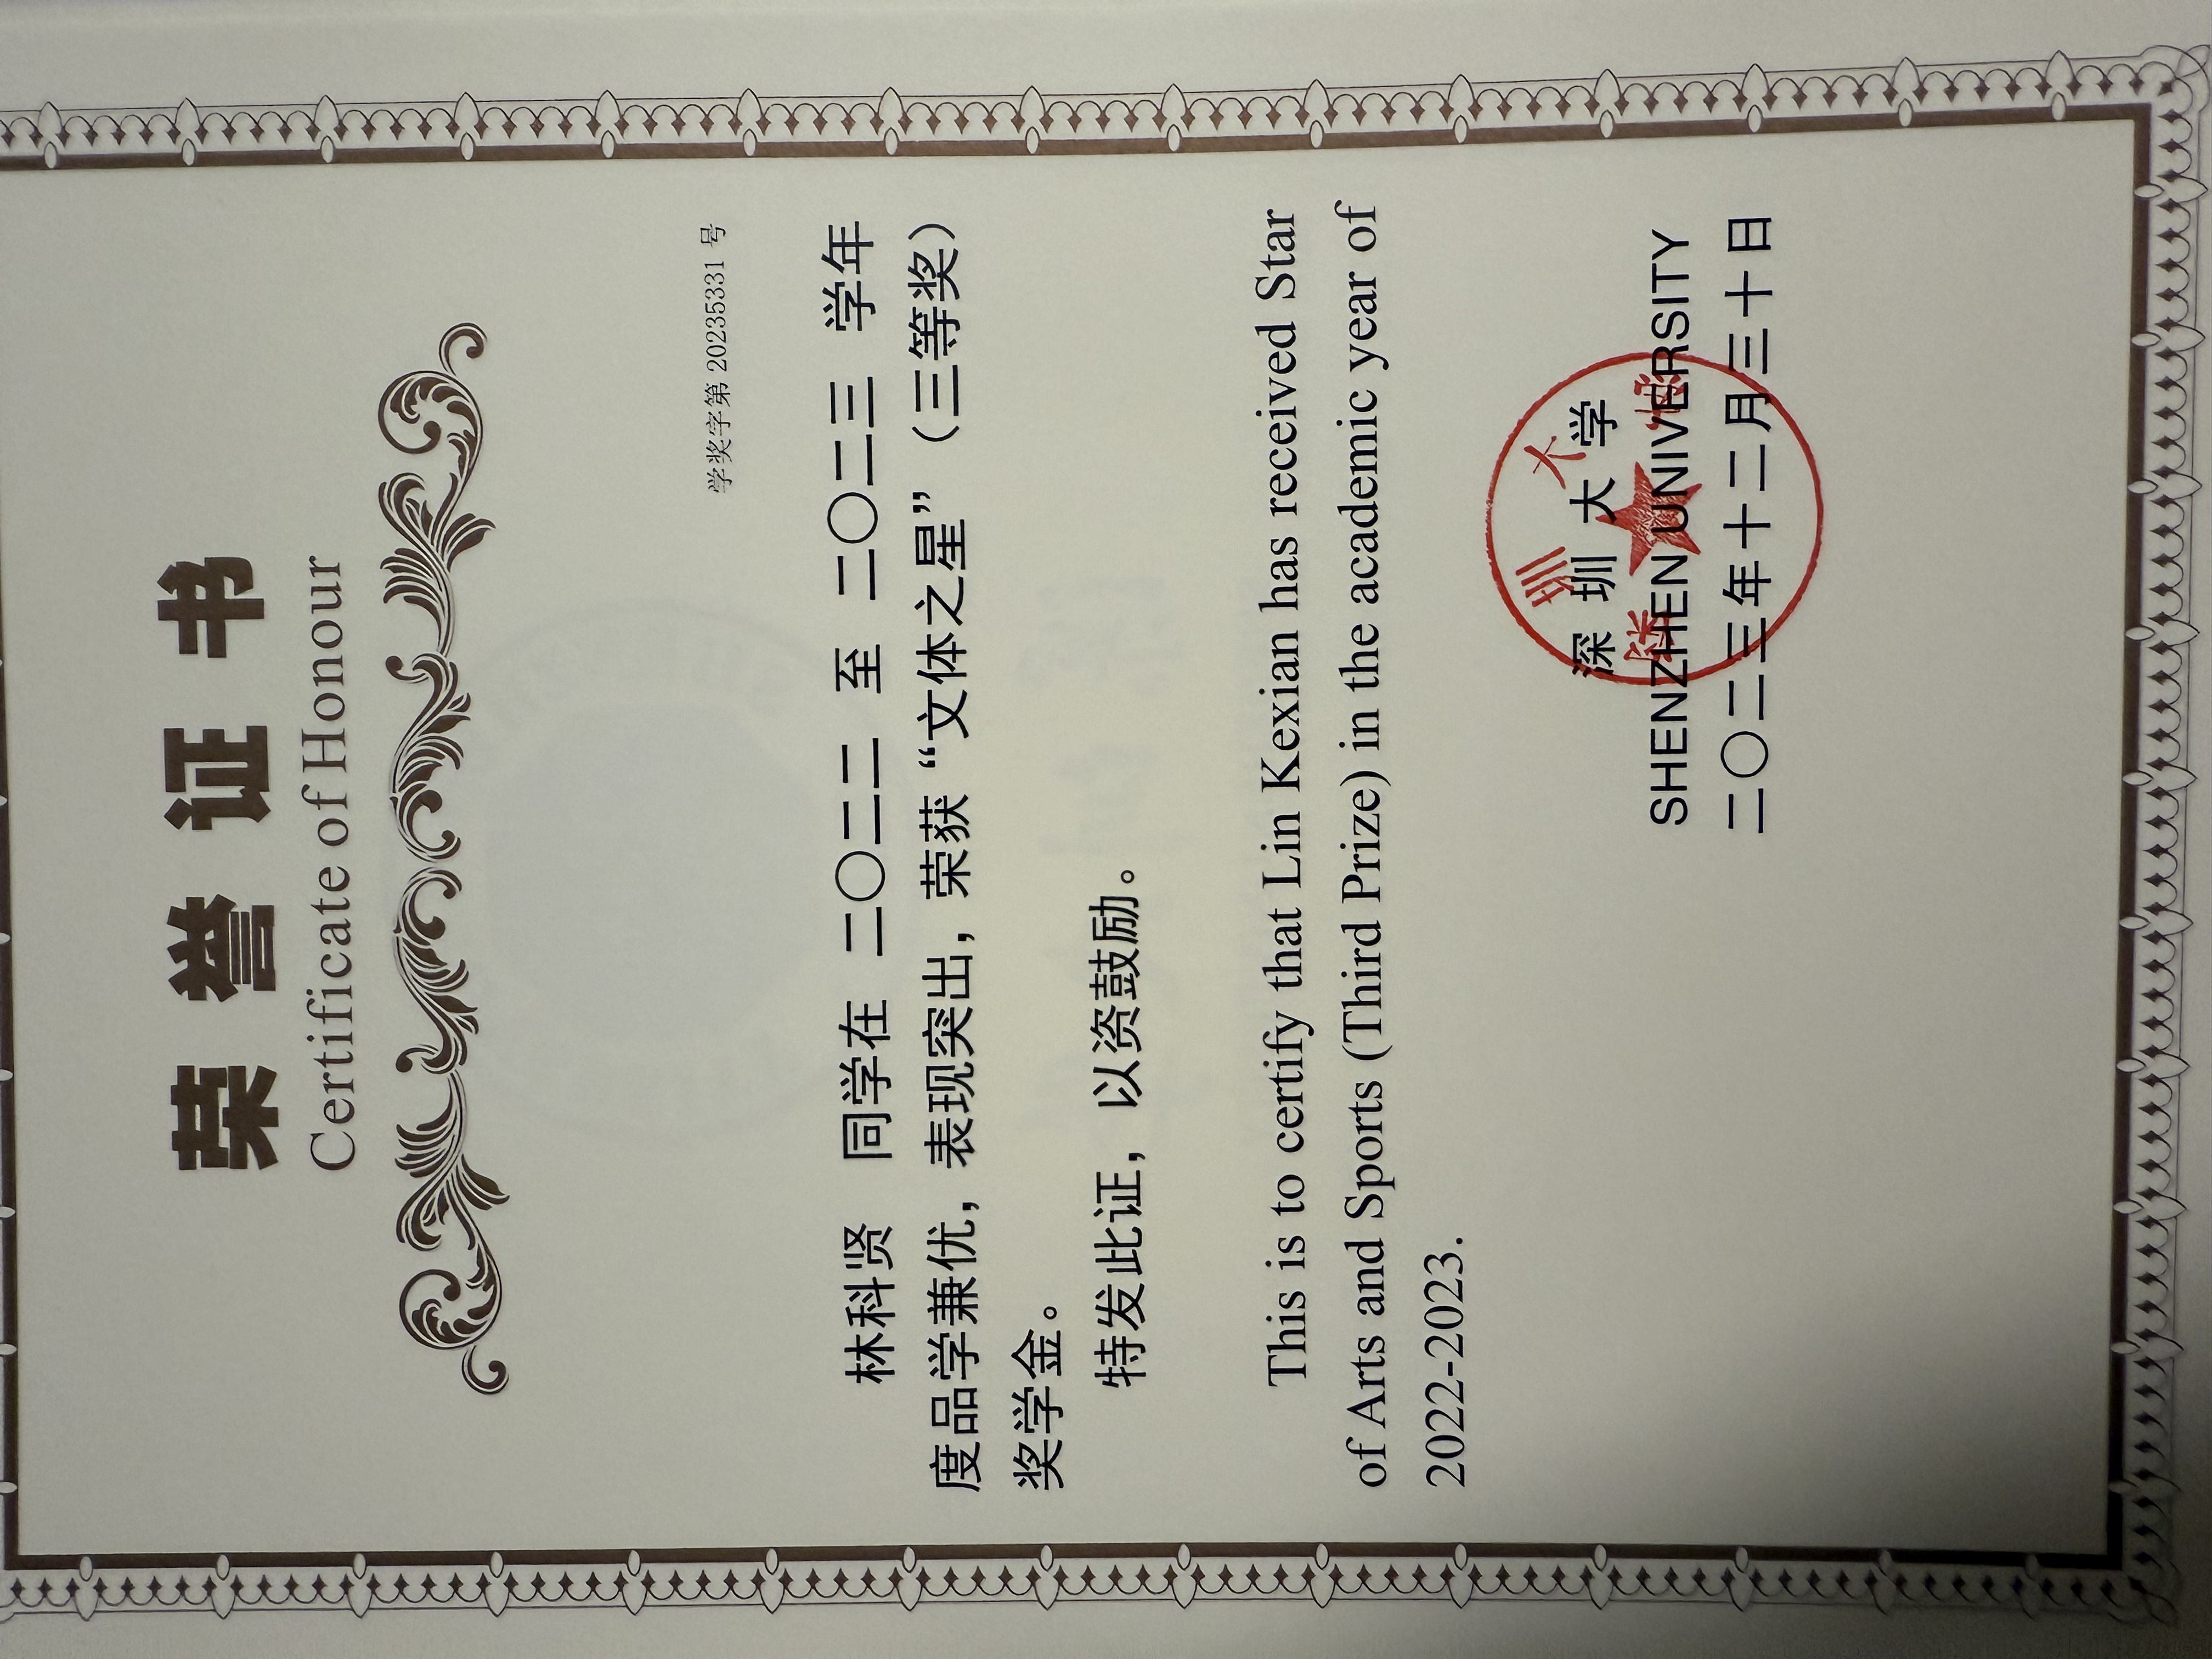 荣誉证书
Certificate of Honour
学奖字第 20235331 号
林科贤 同学在 二〇二二 至 二〇二三 学年
度品学兼优，表现突出，荣获“文体之星”（三等奖）
奖学金。
特发此证，以资鼓励。
This is to certify that Lin Kexian has received Star
of Arts and Sports (Third Prize) in the academic year of
2022-2023.
深圳大学
深圳大学
SHENZHEN UNIVERSITY
二〇二三年十二月三十日